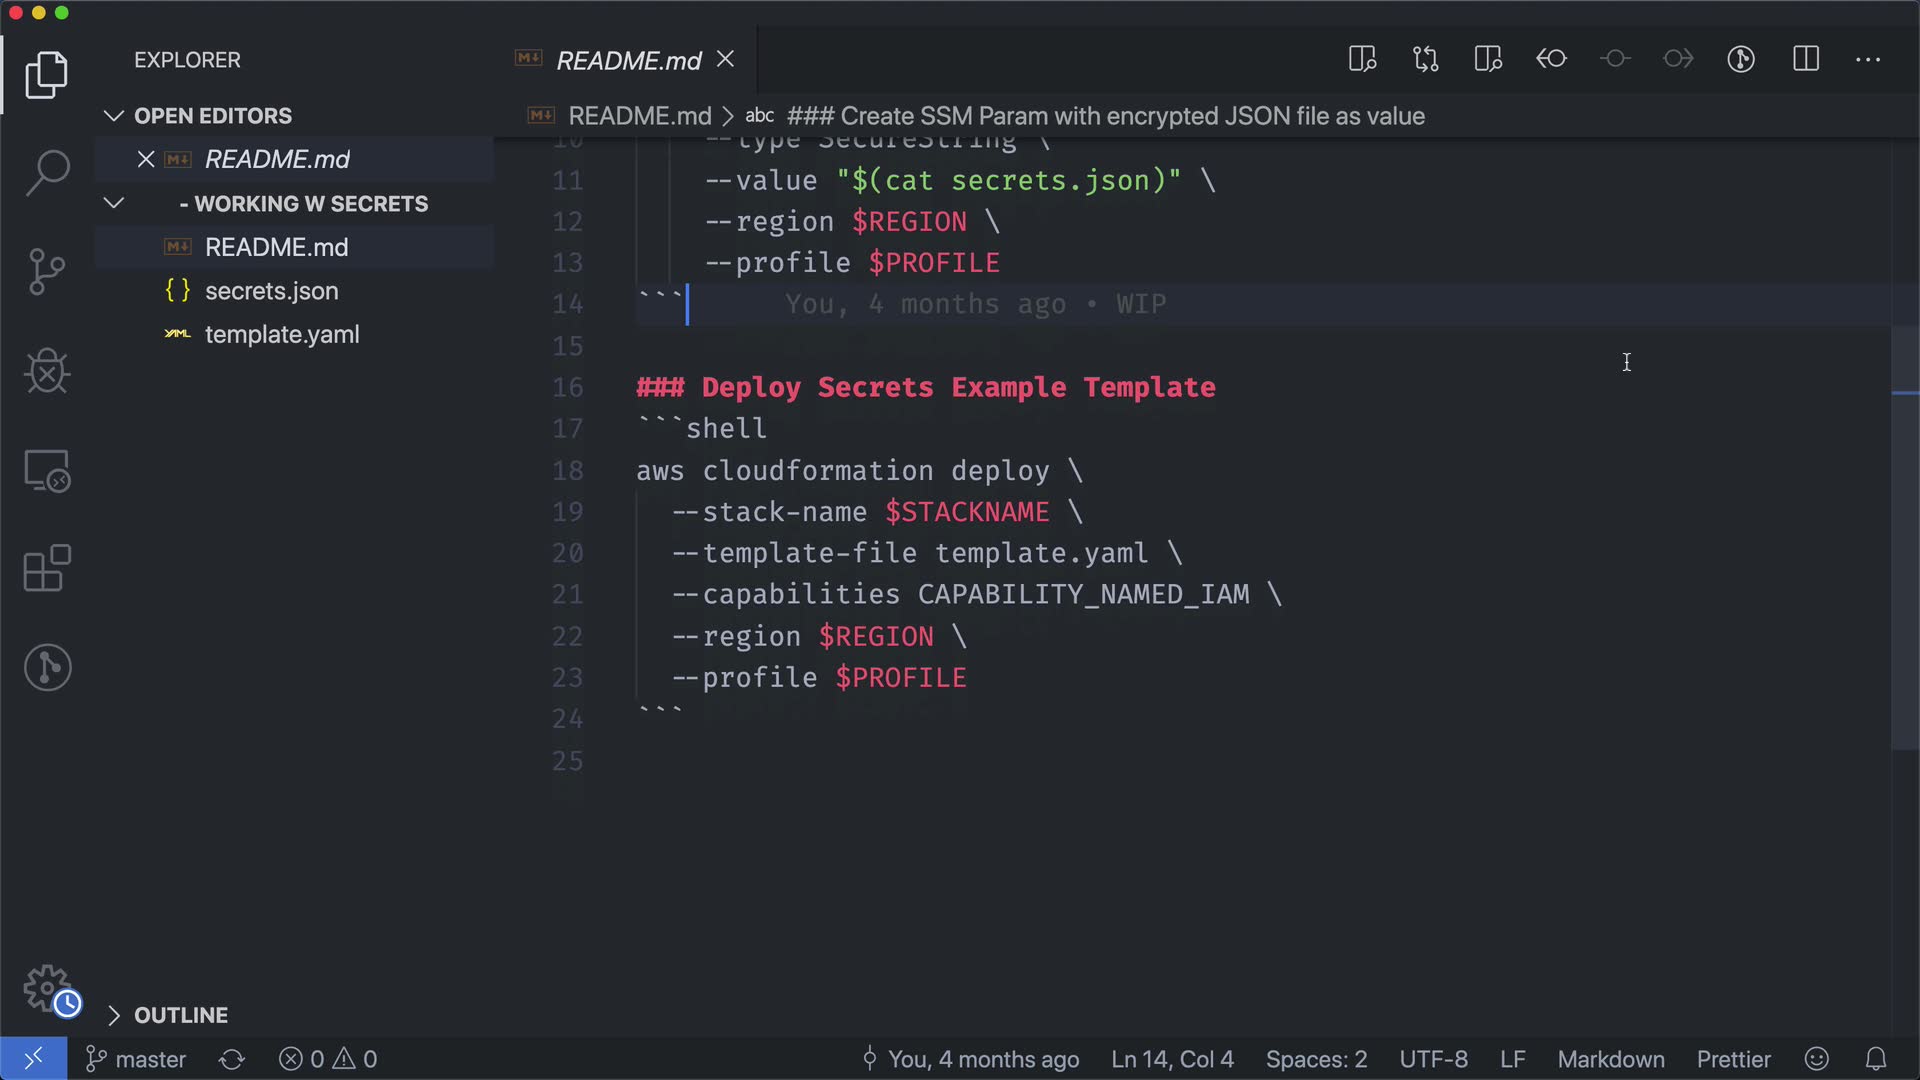 EXPLORER
OPEN EDITORS
README.md
- WORKING W SECRETS
README.md
{ } secrets.json
YAML template.yaml
OUTLINE
README.md
README.md > abc ### Create SSM Param with encrypted JSON file as value
10 --type SecureString \
11 --value "$(cat secrets.json)" \
12 --region $REGION \
13 --profile $PROFILE
14 ``` You, 4 months ago • WIP
15
16 ### Deploy Secrets Example Template
17 ```shell
18 aws cloudformation deploy \
19 --stack-name $STACKNAME \
20 --template-file template.yaml \
21 --capabilities CAPABILITY_NAMED_IAM \
22 --region $REGION \
23 --profile $PROFILE
24 ```
25
master 0 0 You, 4 months ago Ln 14, Col 4 Spaces: 2 UTF-8 LF Markdown Prettier